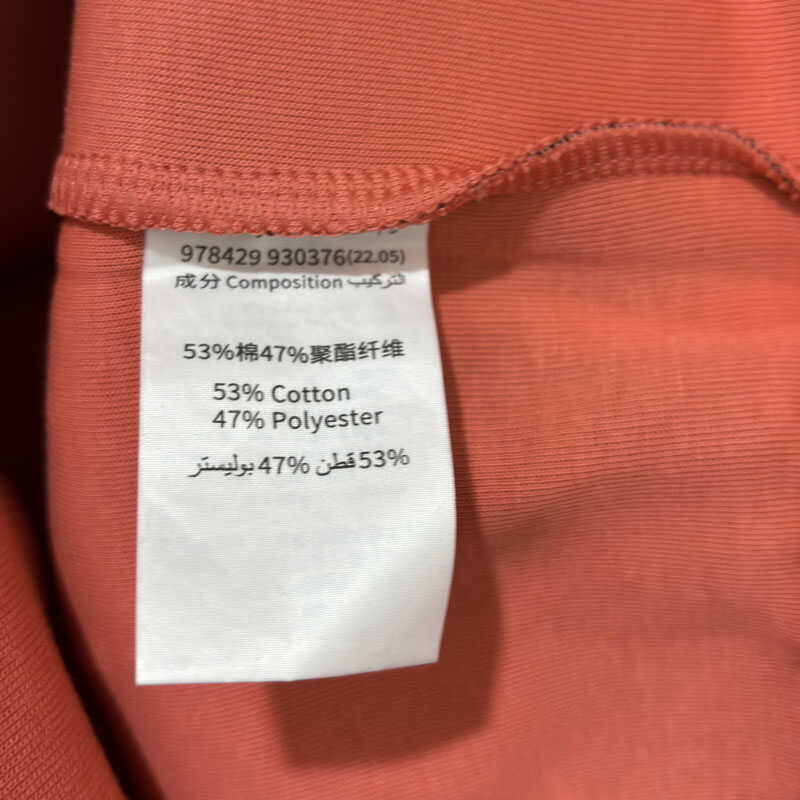 978429 930376(22.05)
成分 Composition التركيب
53%棉47%聚酯纤维
53% Cotton
47% Polyester
53% قطن 47% بوليستر